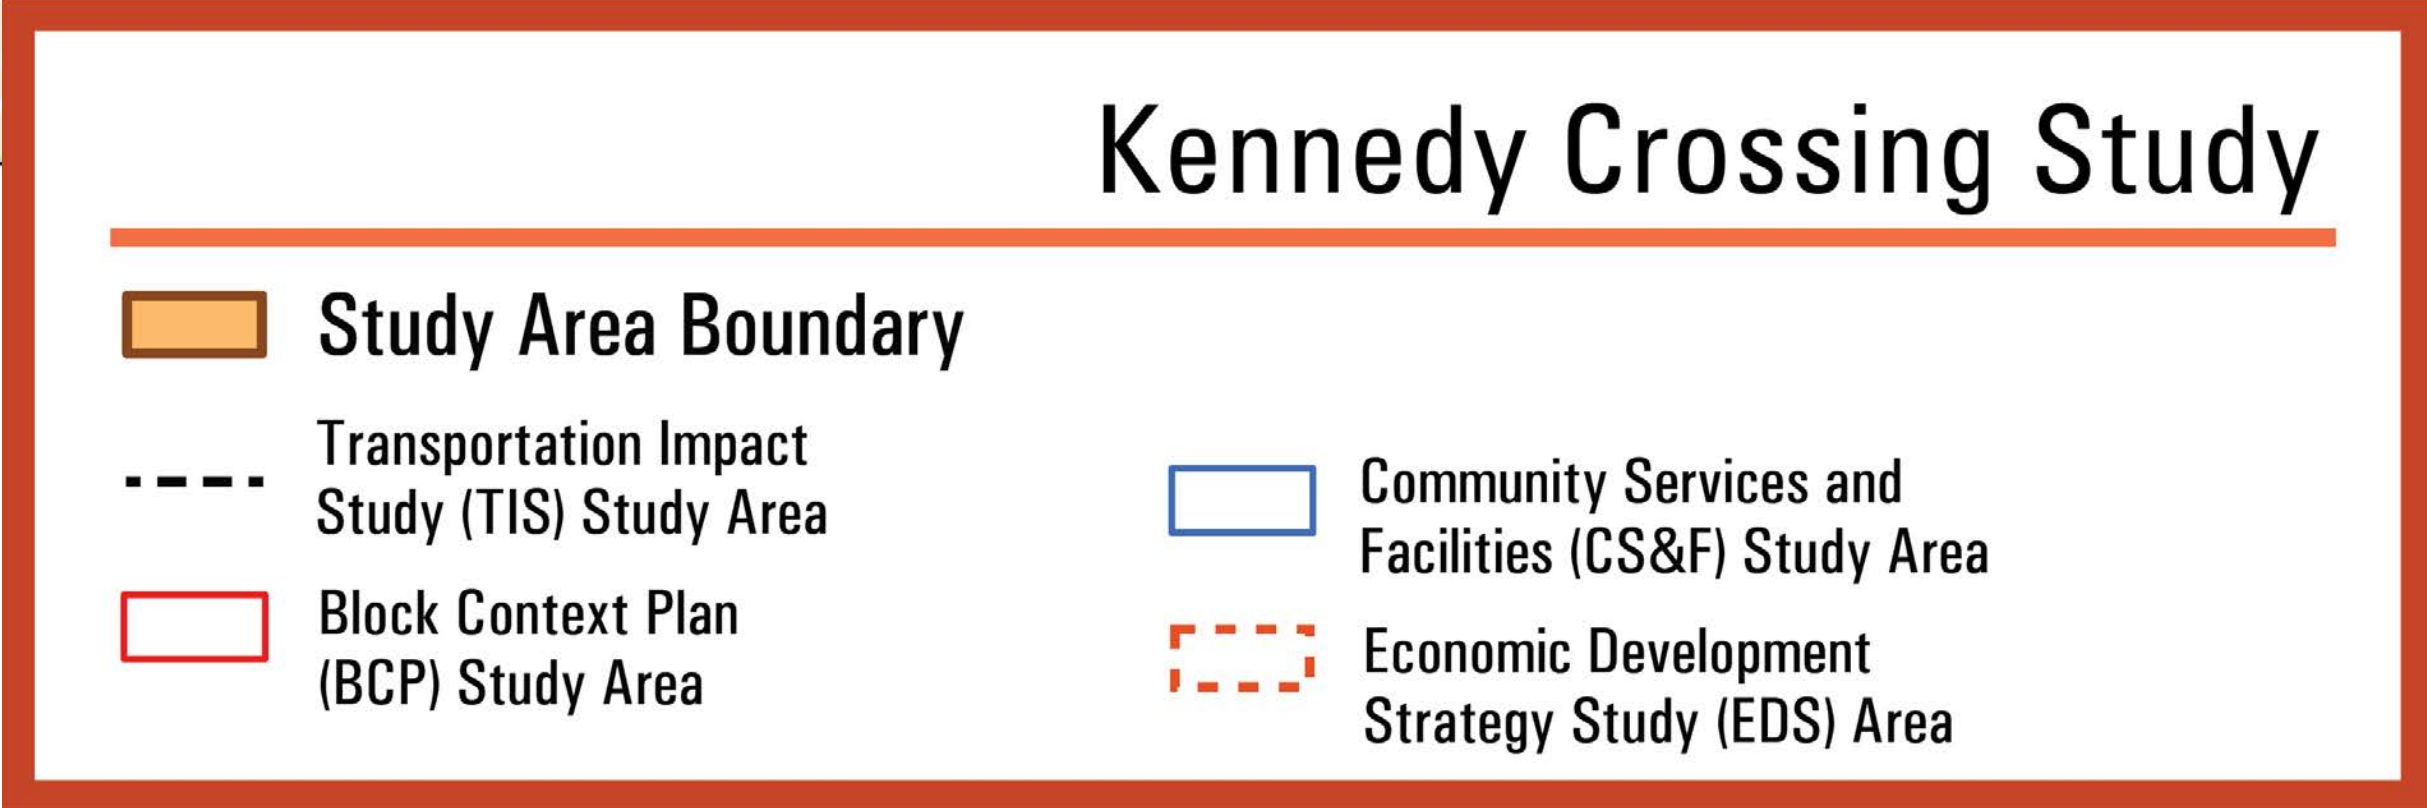 Kennedy Crossing Study
Study Area Boundary
Transportation Impact
Study (TIS) Study Area
Block Context Plan
(BCP) Study Area
Community Services and
Facilities (CS&F) Study Area
Economic Development
Strategy Study (EDS) Area